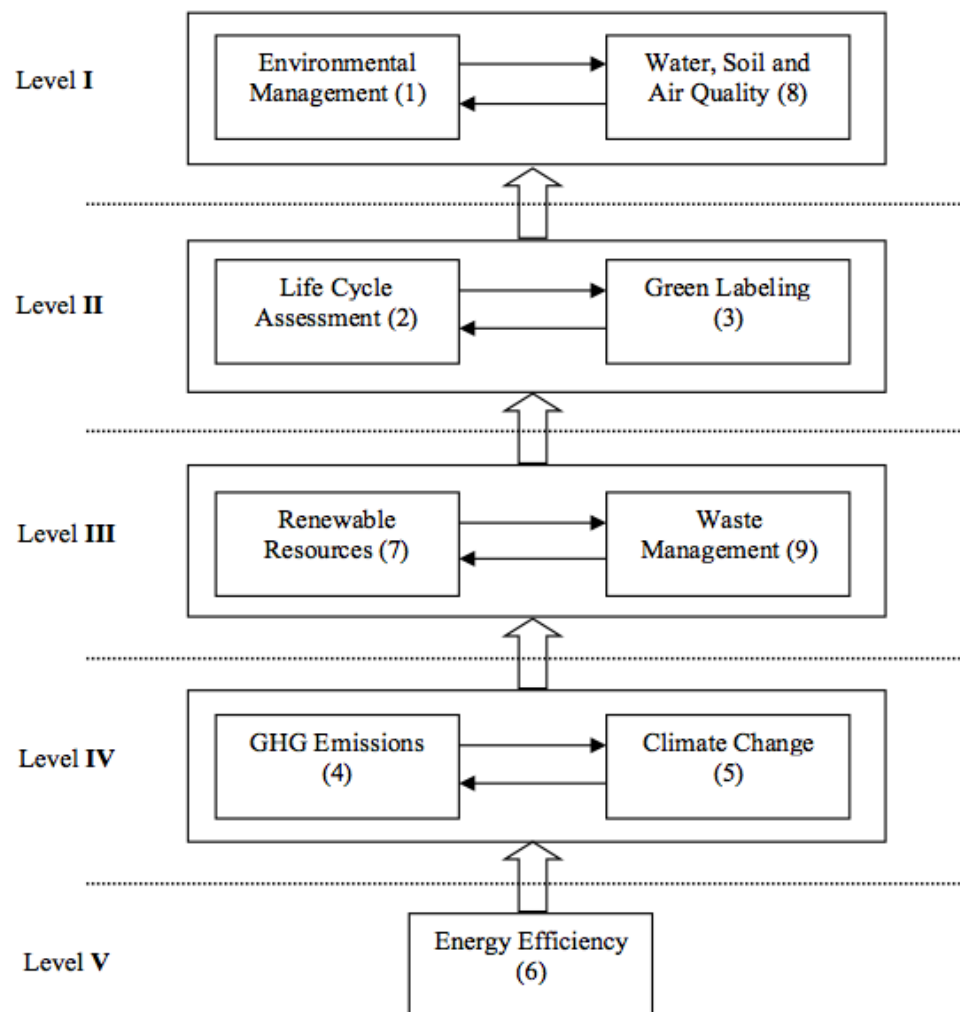 Level I
Environmental
Management (1)
Water, Soil and
Air Quality (8)
Level II
Life Cycle
Assessment (2)
Green Labeling
(3)
Level III
Renewable
Resources (7)
Waste
Management (9)
Level IV
GHG Emissions
(4)
Climate Change
(5)
Level V
Energy Efficiency
(6)